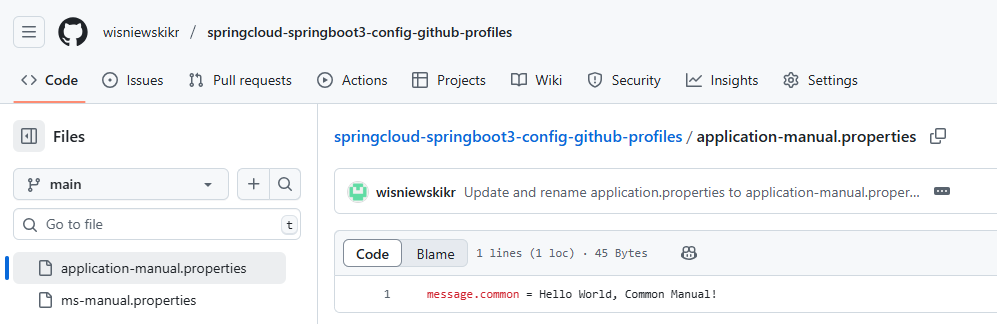 wisniewskikr / springcloud-springboot3-config-github-profiles
Code Issues Pull requests Actions Projects Wiki Security Insights Settings
Files
main
Go to file t
application-manual.properties
ms-manual.properties
springcloud-springboot3-config-github-profiles / application-manual.properties
wisniewskikr Update and rename application.properties to application-manual.proper...
Code Blame 1 lines (1 loc) · 45 Bytes
1 message.common = Hello World, Common Manual!